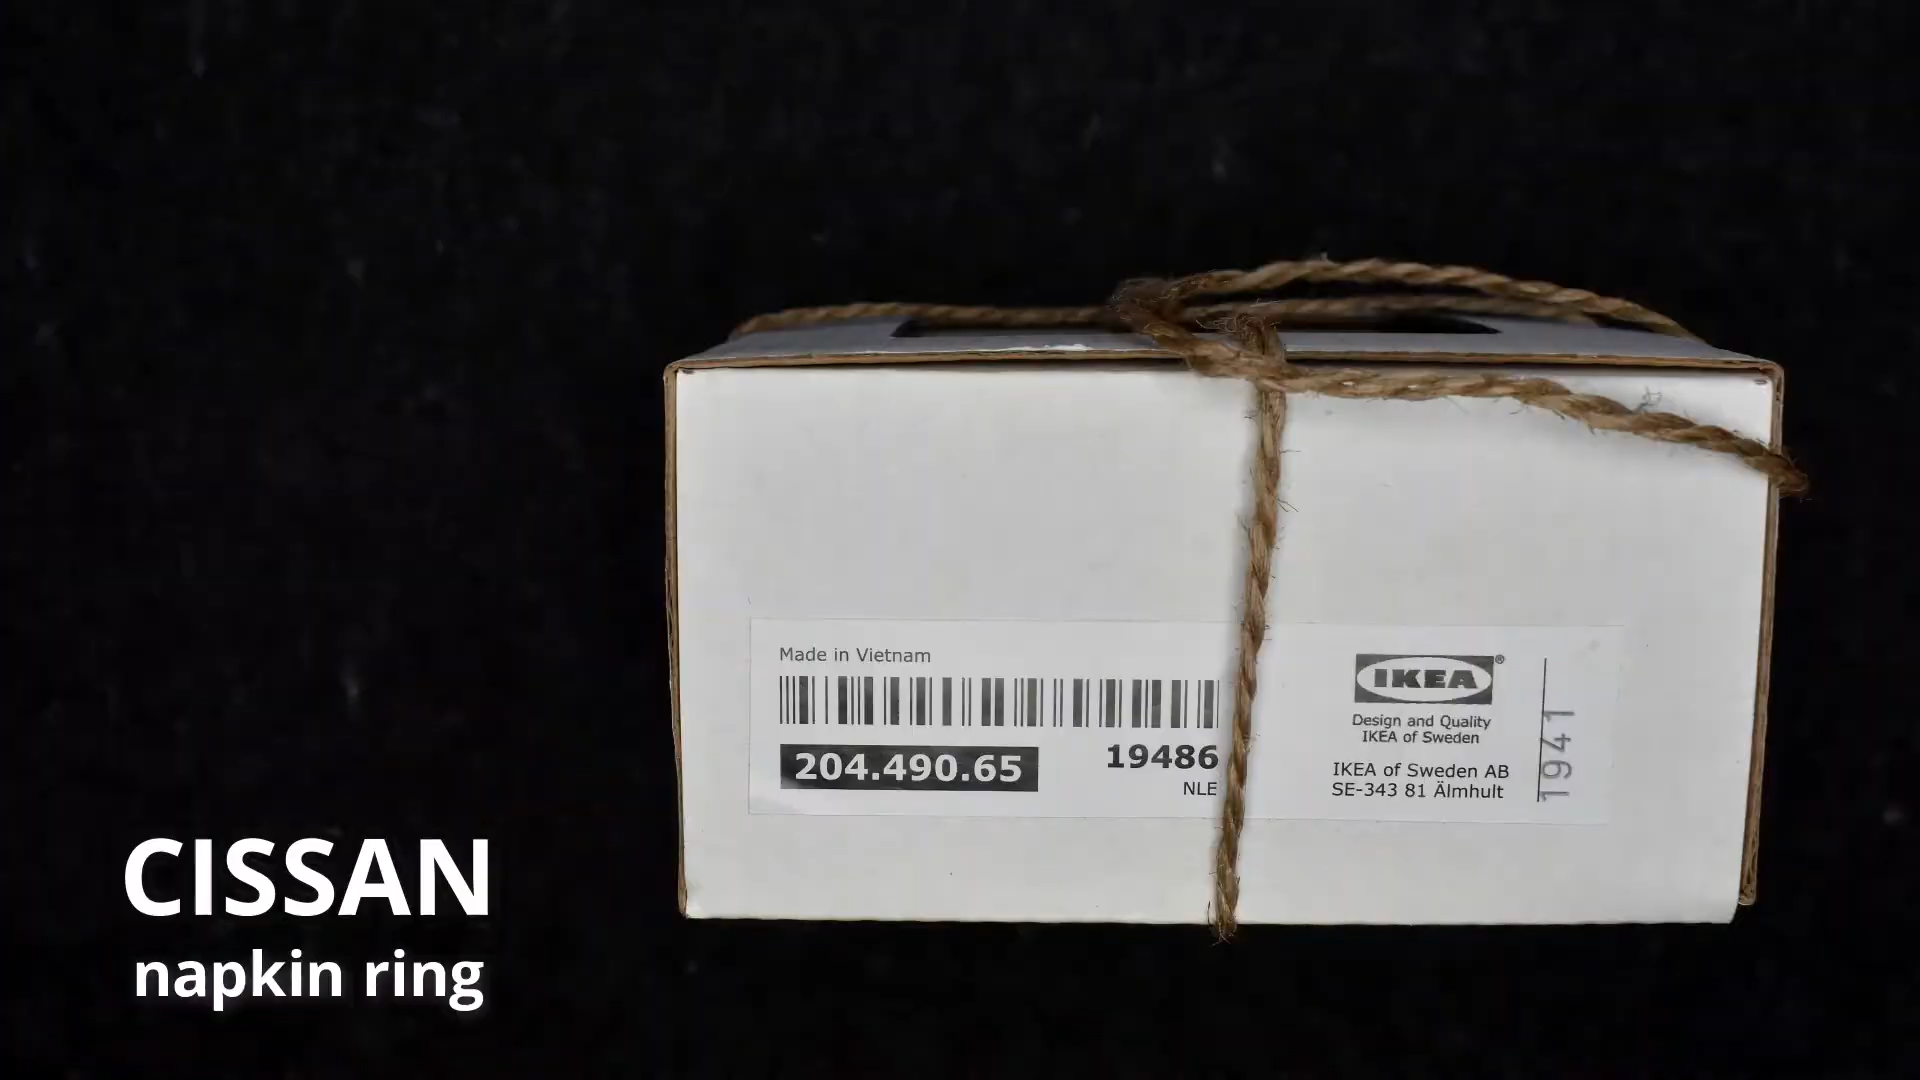 Made in Vietnam
204.490.65
19486
NLE
IKEA®
Design and Quality
IKEA of Sweden
IKEA of Sweden AB
SE-343 81 Älmhult
1941
CISSAN
napkin ring